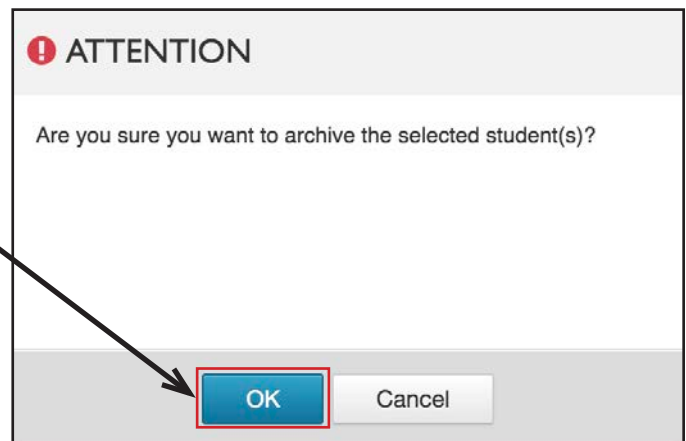 ATTENTION
Are you sure you want to archive the selected student(s)?
OK
Cancel